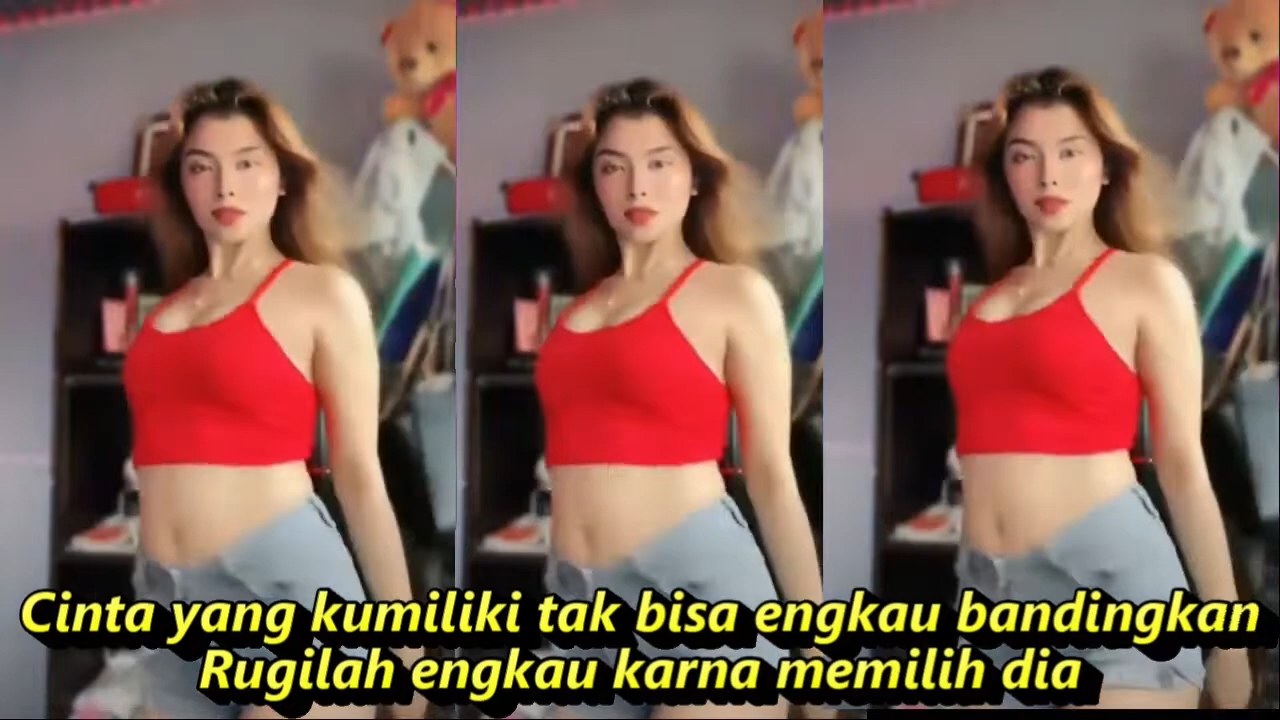 Cinta yang kumiliki tak bisa engkau bandingkan
Rugilah engkau karna memilih dia